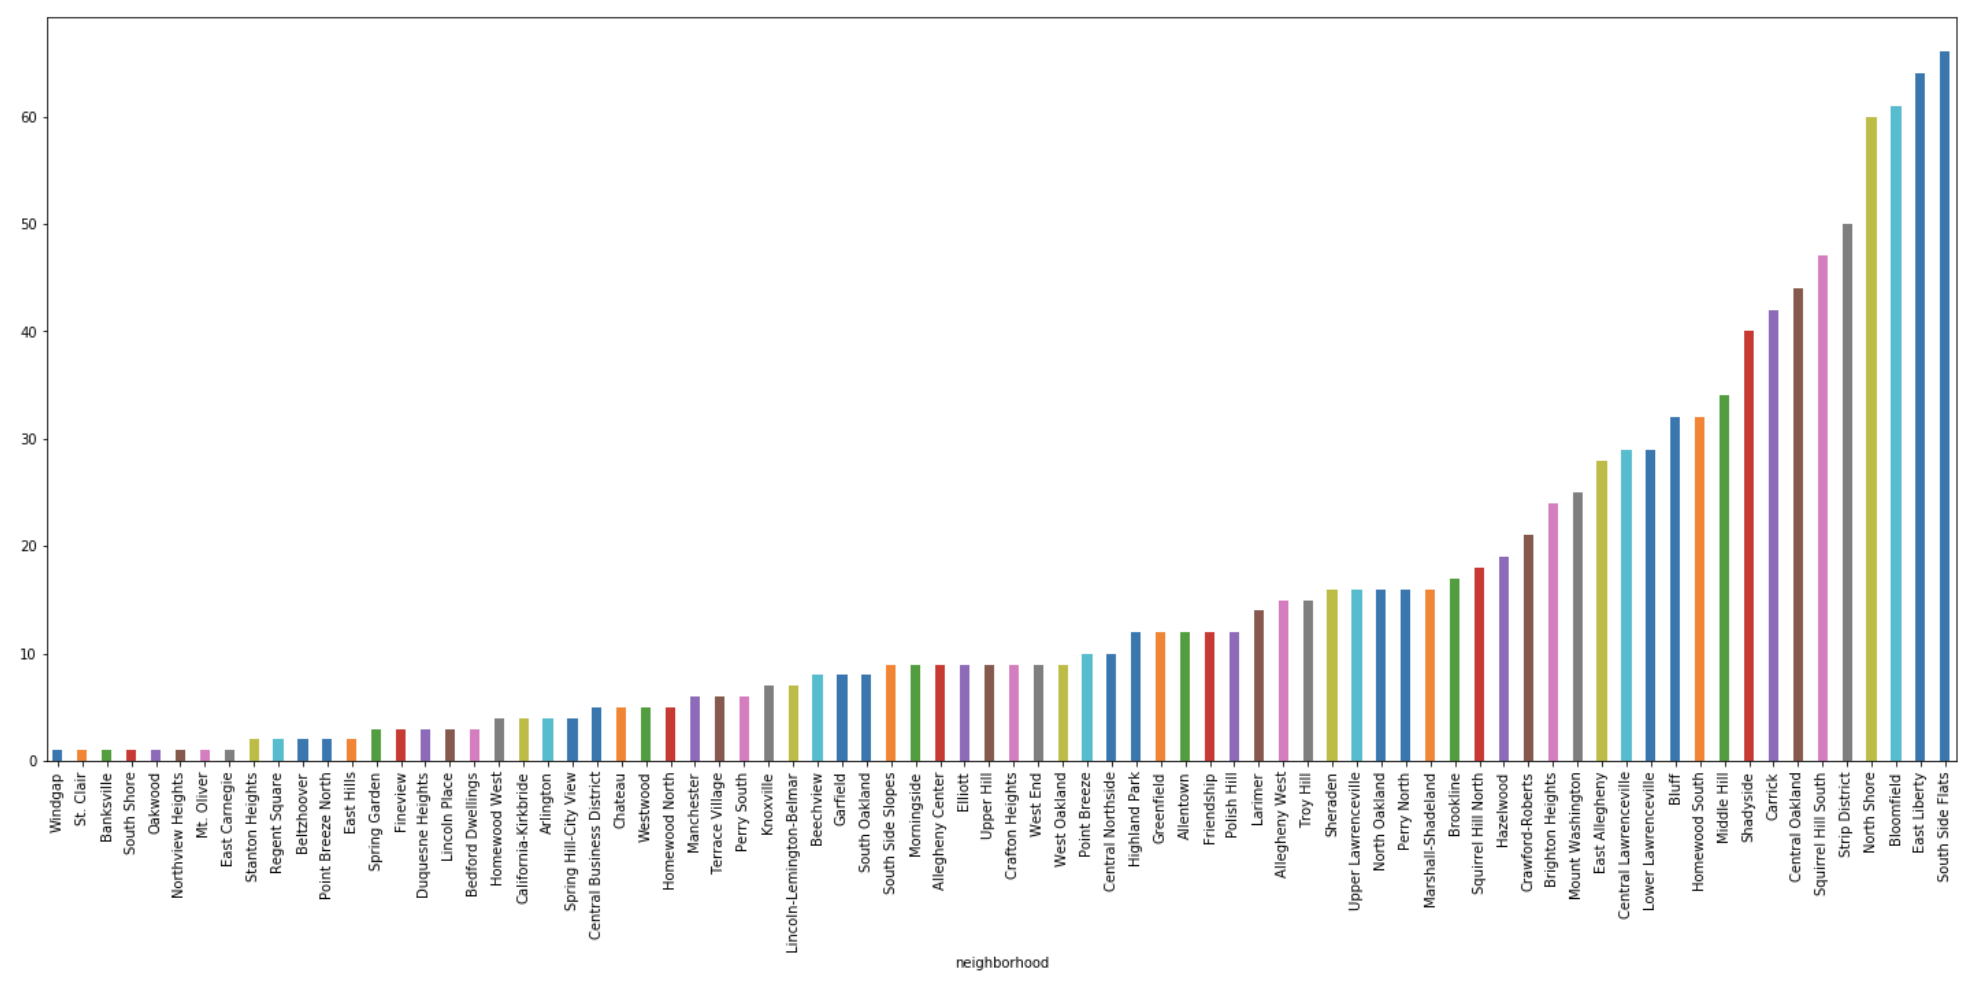 60
50
40
30
20
10
0
Windgap
St. Clair
Banksville
South Shore
Oakwood
Northview Heights
Mt. Oliver
East Carnegie
Stanton Heights
Regent Square
Beltzhoover
Point Breeze North
East Hills
Spring Garden
Fineview
Duquesne Heights
Lincoln Place
Bedford Dwellings
Homewood West
California-Kirkbride
Arlington
Spring Hill-City View
Central Business District
Chateau
Westwood
Homewood North
Manchester
Terrace Village
Perry South
Knoxville
Lincoln-Lemington-Belmar
Beechview
Garfield
South Oakland
South Side Slopes
Morningside
Allegheny Center
Elliott
Upper Hill
Crafton Heights
West End
West Oakland
Point Breeze
Central Northside
Highland Park
Greenfield
Allentown
Friendship
Polish Hill
Larimer
Allegheny West
Troy Hill
Sheraden
Upper Lawrenceville
North Oakland
Perry North
Marshall-Shadeland
Brookline
Squirrel Hill North
Hazelwood
Crawford-Roberts
Brighton Heights
Mount Washington
East Allegheny
Central Lawrenceville
Lower Lawrenceville
Bluff
Homewood South
Middle Hill
Shadyside
Carrick
Central Oakland
Squirrel Hill South
Strip District
North Shore
Bloomfield
East Liberty
South Side Flats
neighborhood